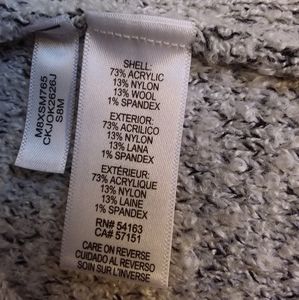 M8XSMT765
CKJOK2626J
SBM
SHELL:
73% ACRYLIC
13% NYLON
13% WOOL
1% SPANDEX
EXTERIOR:
73% ACRILICO
13% NYLON
13% LANA
1% SPANDEX
EXTÉRIEUR:
73% ACRYLIQUE
13% NYLON
13% LAINE
1% SPANDEX
RN# 54163
CA# 57151
CARE ON REVERSE
CUIDADO AL REVERSO
SOIN SUR L'INVERSE